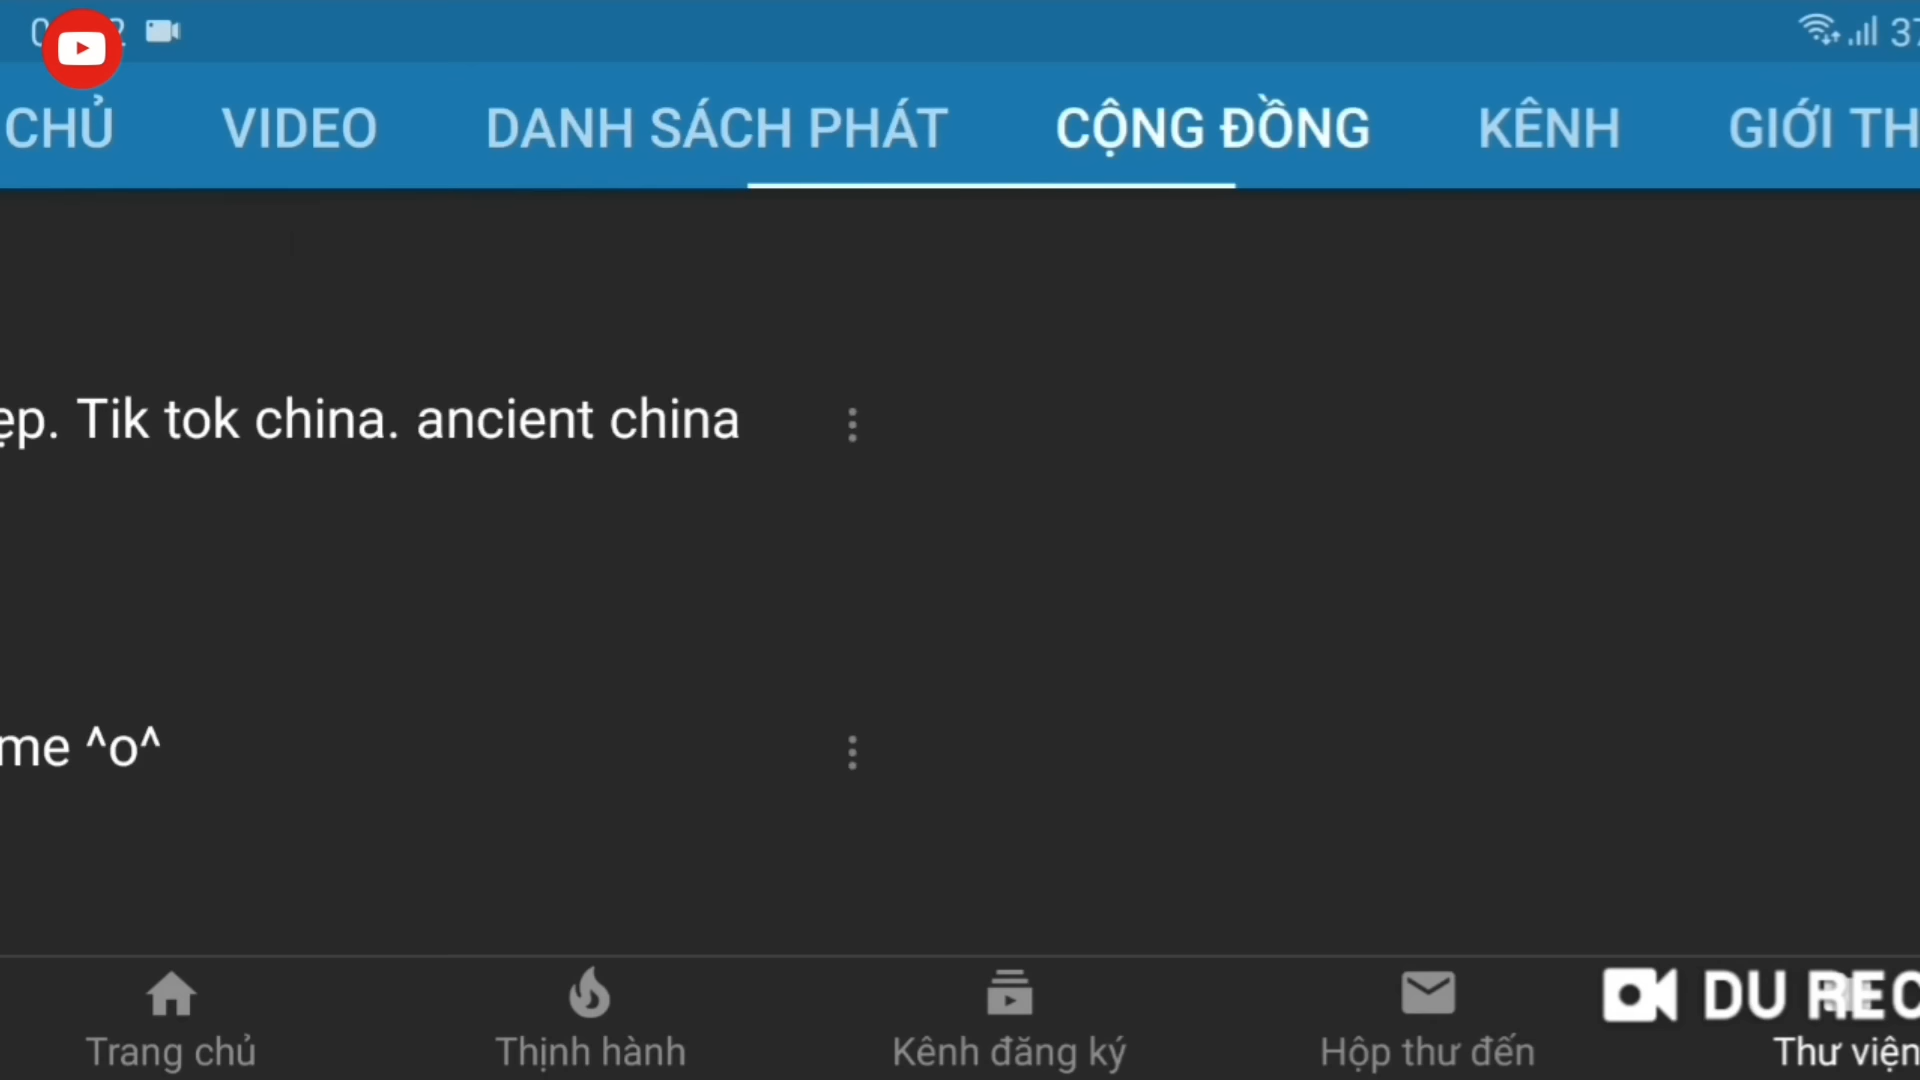 CHỦ VIDEO DANH SÁCH PHÁT CỘNG ĐỒNG KÊNH GIỚI TH
ẹp. Tik tok china. ancient china
me ^o^
DU REC
Trang chủ Thịnh hành Kênh đăng ký Hộp thư đến Thư viện